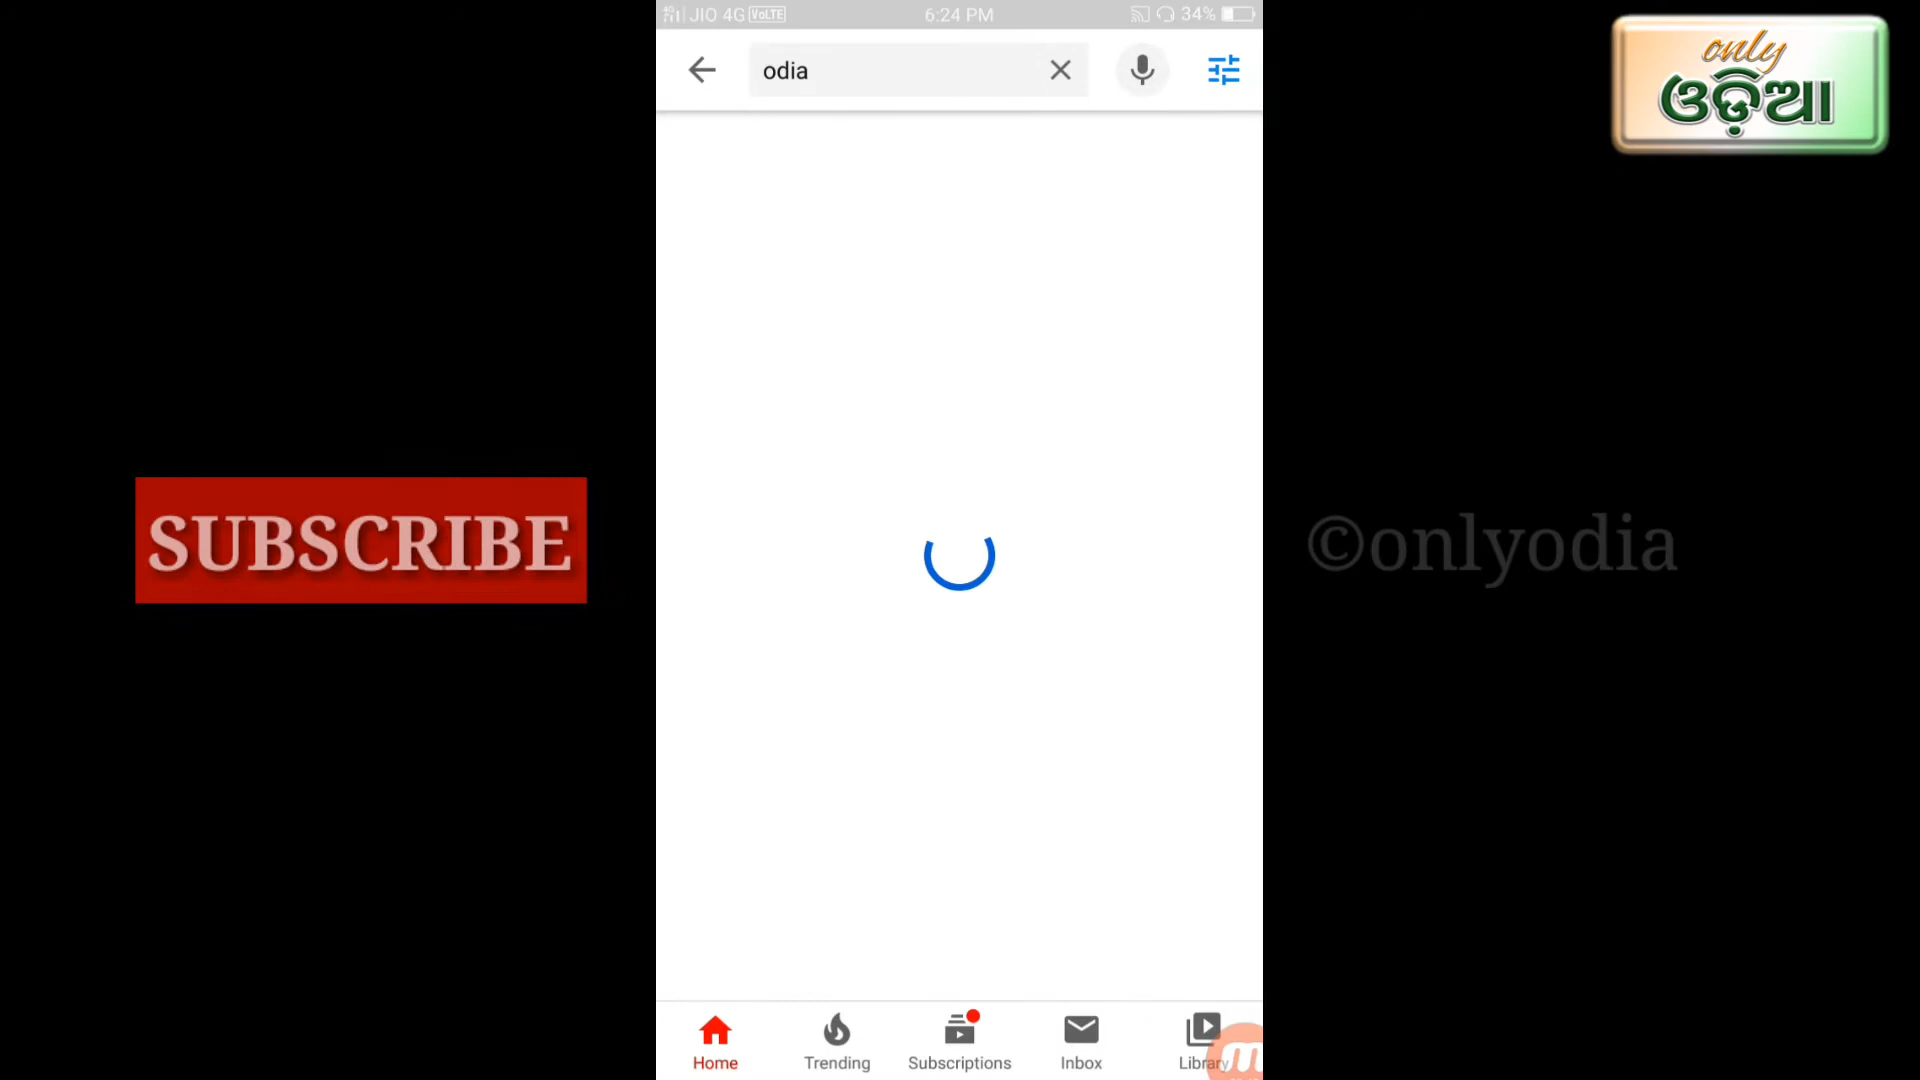 JIO 4G VoLTE 6:24 PM 34%
odia
only
ଓଡ଼ିଆ
SUBSCRIBE
©onlyodia
Home Trending Subscriptions Inbox Library